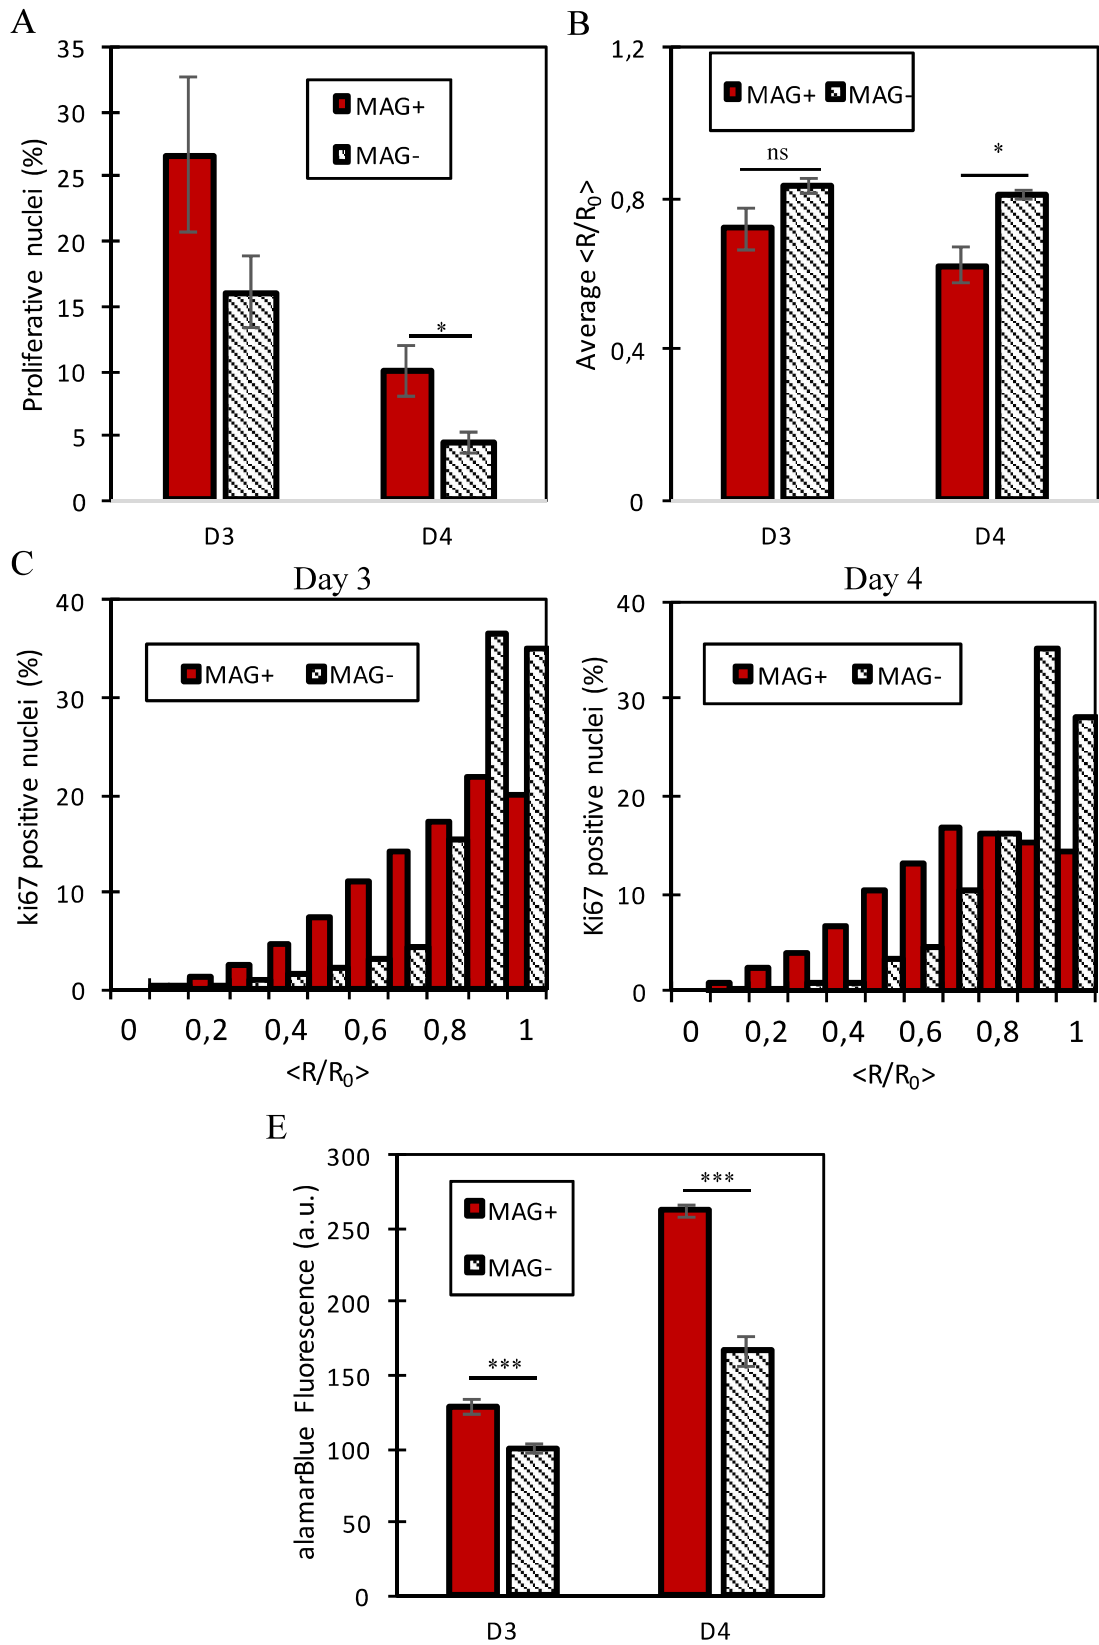 A
Proliferative nuclei (%)
35
30
25
20
15
10
5
0
MAG+
MAG-
*
D3
D4
B
Average <R/R0>
1,2
0,8
0,4
0
MAG+
MAG-
ns
*
D3
D4
C
Day 3
ki67 positive nuclei (%)
40
30
20
10
0
MAG+
MAG-
0
0,2
0,4
0,6
0,8
1
<R/R0>
Day 4
Ki67 positive nuclei (%)
40
30
20
10
0
MAG+
MAG-
0
0,2
0,4
0,6
0,8
1
<R/R0>
E
alamarBlue Fluorescence (a.u.)
300
250
200
150
100
50
0
MAG+
MAG-
***
***
D3
D4